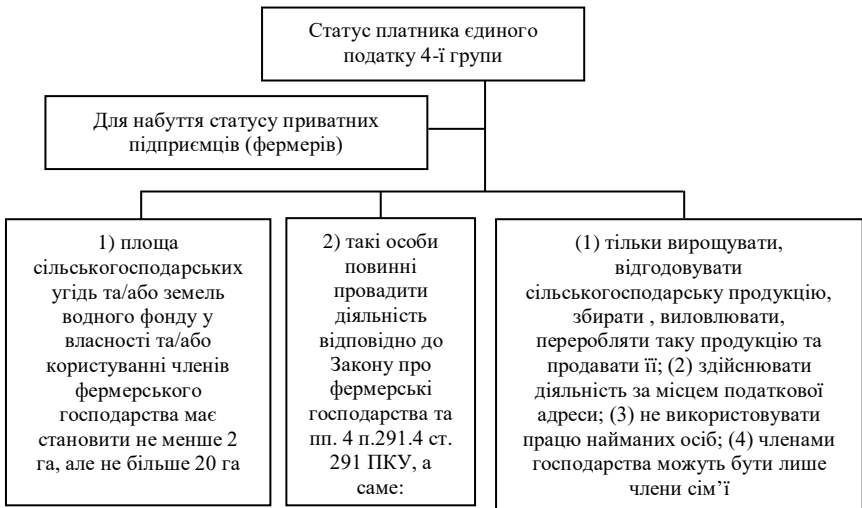 Статус платника єдиного
податку 4-ї групи
Для набуття статусу приватних
підприємців (фермерів)
1) площа
сільськогосподарських
угідь та/або земель
водного фонду у
власності та/або
користуванні членів
фермерського
господарства має
становити не менше 2
га, але не більше 20 га
2) такі особи
повинні
провадити
діяльність
відповідно до
Закону про
фермерські
господарства та
пп. 4 п.291.4 ст.
291 ПКУ, а
саме:
(1) тільки вирощувати,
відгодовувати
сільськогосподарську продукцію,
збирати , виловлювати,
переробляти таку продукцію та
продавати її; (2) здійснювати
діяльність за місцем податкової
адреси; (3) не використовувати
працю найманих осіб; (4) членами
господарства можуть бути лише
члени сім’ї